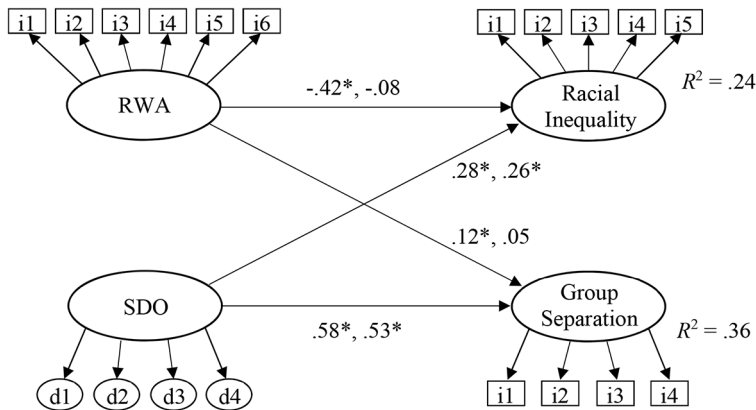 i1 i2 i3 i4 i5 i6
i1 i2 i3 i4 i5
RWA
-.42*, -.08
Racial
Inequality
R² = .24
.28*, .26*
.12*, .05
SDO
.58*, .53*
Group
Separation
R² = .36
d1 d2 d3 d4
i1 i2 i3 i4